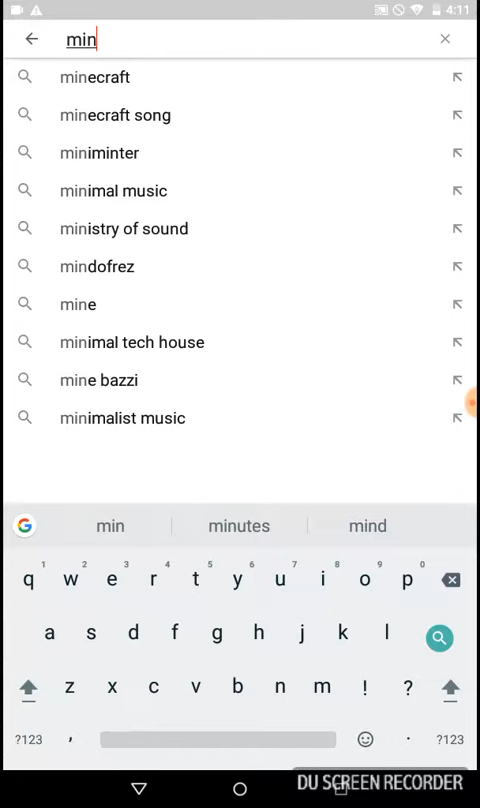 4:11
min
minecraft
minecraft song
miniminter
minimal music
ministry of sound
mindofrez
mine
minimal tech house
mine bazzi
minimalist music
G min minutes mind
1 2 3 4 5 6 7 8 9 0
q w e r t y u i o p
a s d f g h j k l
z x c v b n m ! ?
?123 , . ?123
DU SCREEN RECORDER